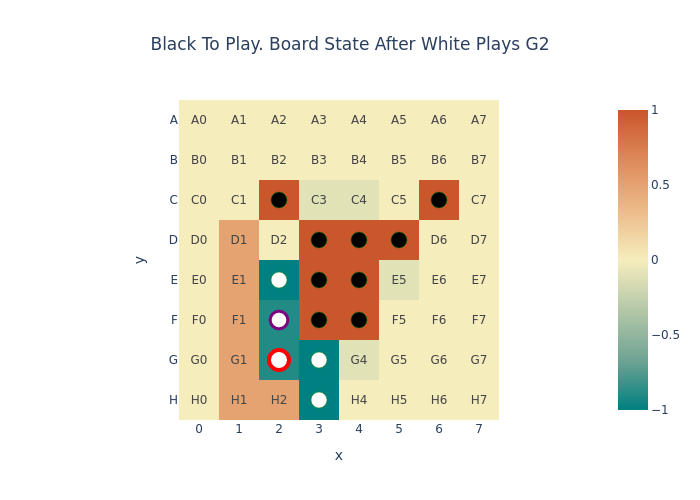 Black To Play. Board State After White Plays G2
A A0 A1 A2 A3 A4 A5 A6 A7
B B0 B1 B2 B3 B4 B5 B6 B7
C C0 C1 C3 C4 C5 C7
D D0 D1 D2 D6 D7
E E0 E1 E5 E6 E7
F F0 F1 F5 F6 F7
G G0 G1 G4 G5 G6 G7
H H0 H1 H2 H4 H5 H6 H7
0 1 2 3 4 5 6 7
x
y
1
0.5
0
−0.5
−1